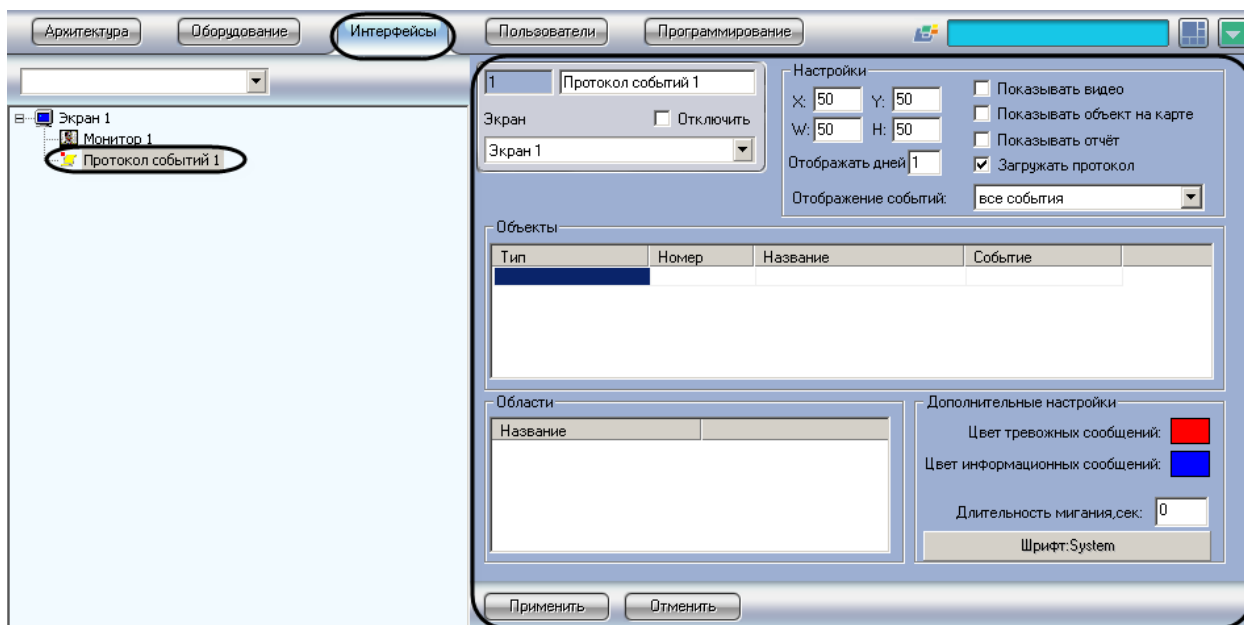 Архитектура Оборудование Интерфейсы Пользователи Программирование
Экран 1
Монитор 1
Протокол событий 1
1 Протокол событий 1
Экран Отключить
Экран 1
Настройки
X: 50 Y: 50
W: 50 H: 50
Отображать дней 1
Показывать видео
Показывать объект на карте
Показывать отчёт
Загружать протокол
Отображение событий: все события
Объекты
Тип Номер Название Событие
Области
Название
Дополнительные настройки
Цвет тревожных сообщений:
Цвет информационных сообщений:
Длительность мигания,сек: 0
Шрифт:System
Применить Отменить